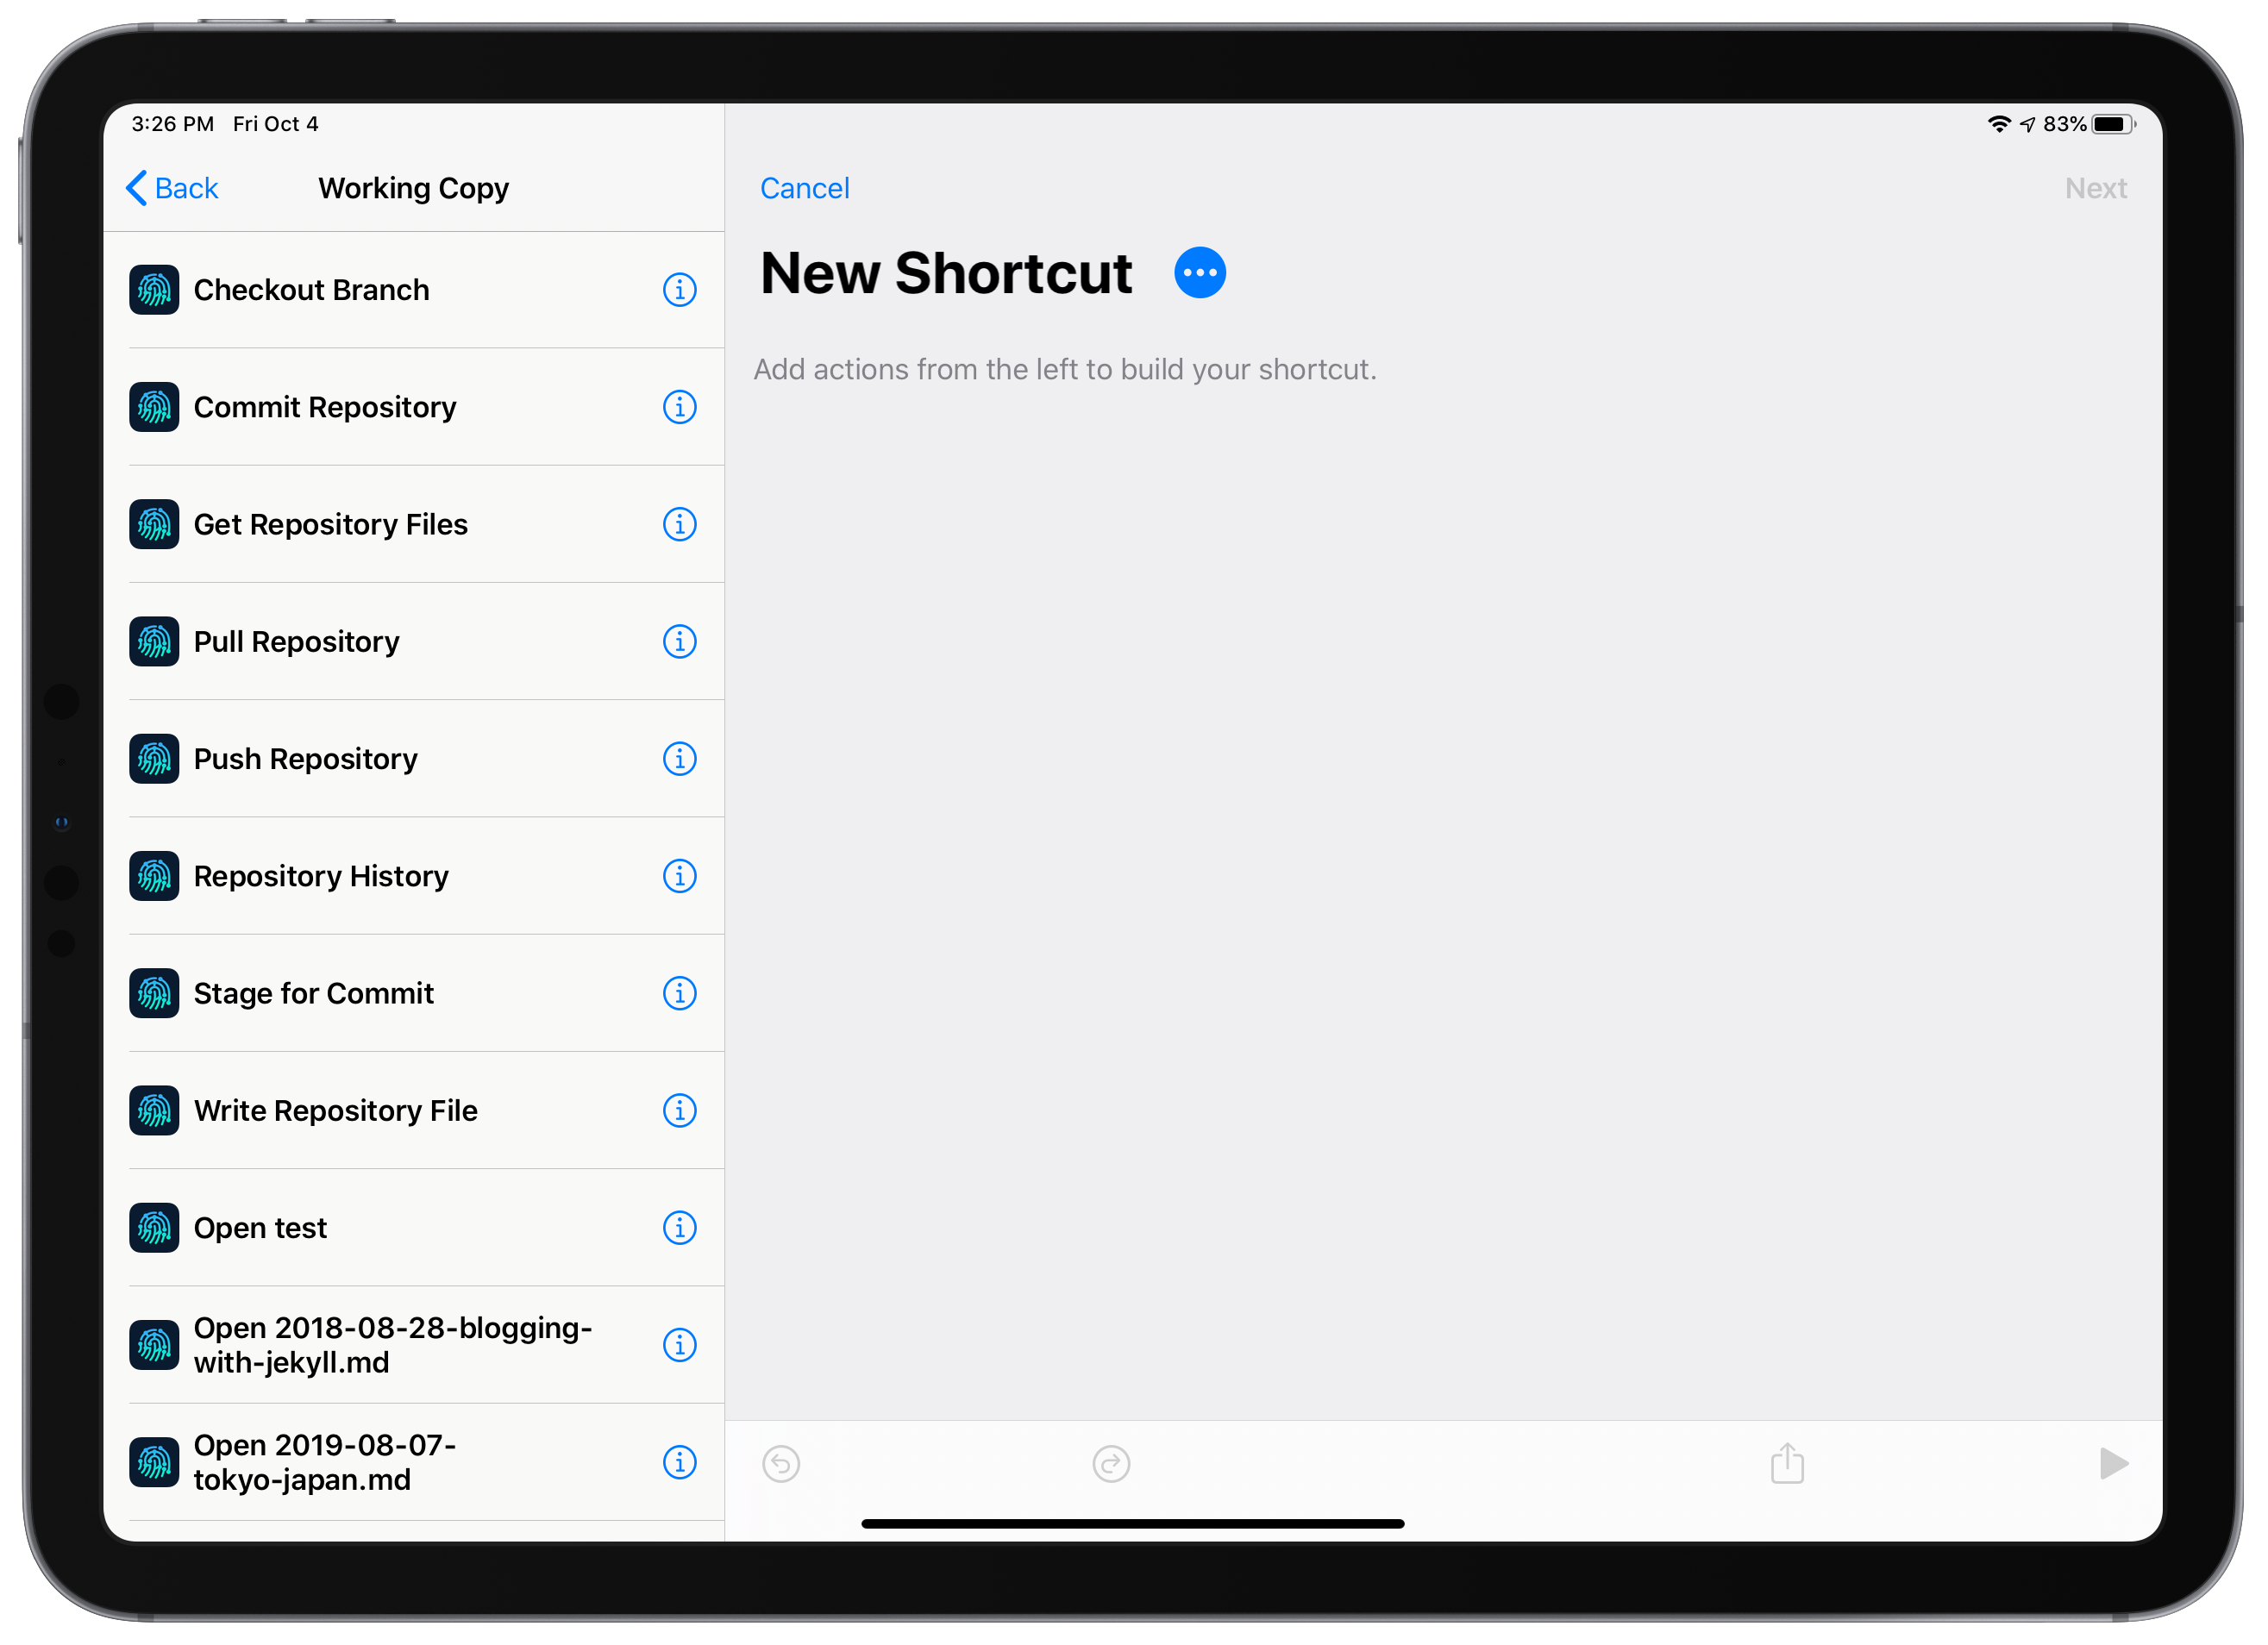 3:26 PM Fri Oct 4
83%
Back
Working Copy
Checkout Branch
Commit Repository
Get Repository Files
Pull Repository
Push Repository
Repository History
Stage for Commit
Write Repository File
Open test
Open 2018-08-28-blogging-
with-jekyll.md
Open 2019-08-07-
tokyo-japan.md
Cancel
Next
New Shortcut
Add actions from the left to build your shortcut.